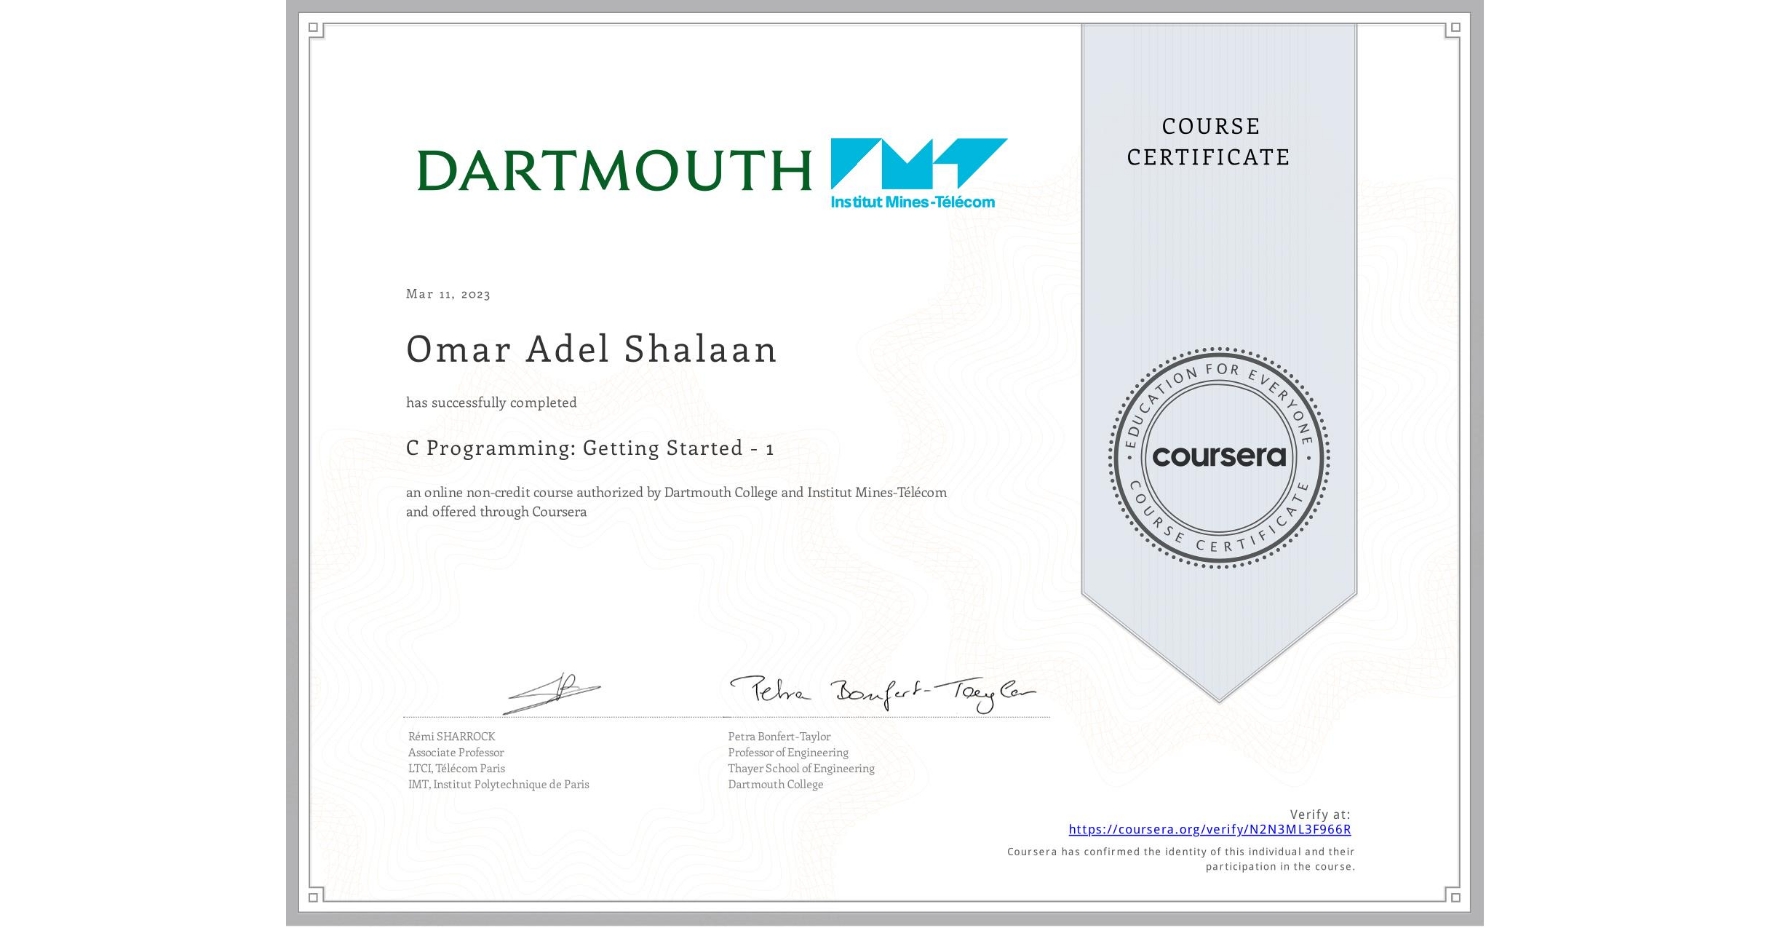 DARTMOUTH
Institut Mines-Télécom
COURSE
CERTIFICATE
Mar 11, 2023
Omar Adel Shalaan
has successfully completed
C Programming: Getting Started - 1
an online non-credit course authorized by Dartmouth College and Institut Mines-Télécom
and offered through Coursera
EDUCATION FOR EVERYONE
coursera
COURSE CERTIFICATE
Petra Bonfert-Taylor
Rémi SHARROCK
Associate Professor
LTCI, Télécom Paris
IMT, Institut Polytechnique de Paris
Petra Bonfert-Taylor
Professor of Engineering
Thayer School of Engineering
Dartmouth College
Verify at:
https://coursera.org/verify/N2N3ML3F966R
Coursera has confirmed the identity of this individual and their
participation in the course.